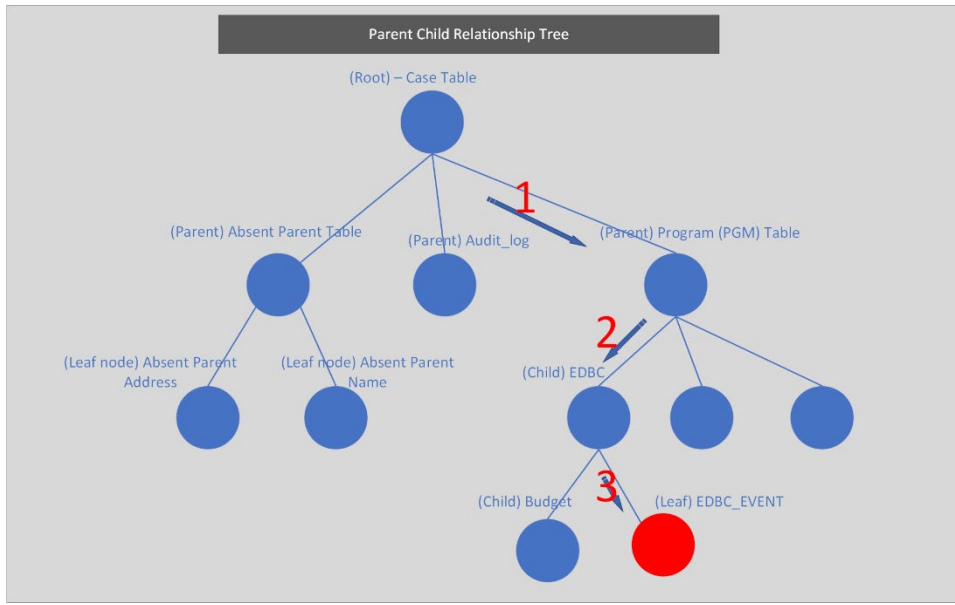 Parent Child Relationship Tree
(Root) – Case Table
1
(Parent) Absent Parent Table
(Parent) Audit_log
(Parent) Program (PGM) Table
2
(Leaf node) Absent Parent
Address
(Leaf node) Absent Parent
Name
(Child) EDBC
3
(Child) Budget
(Leaf) EDBC_EVENT